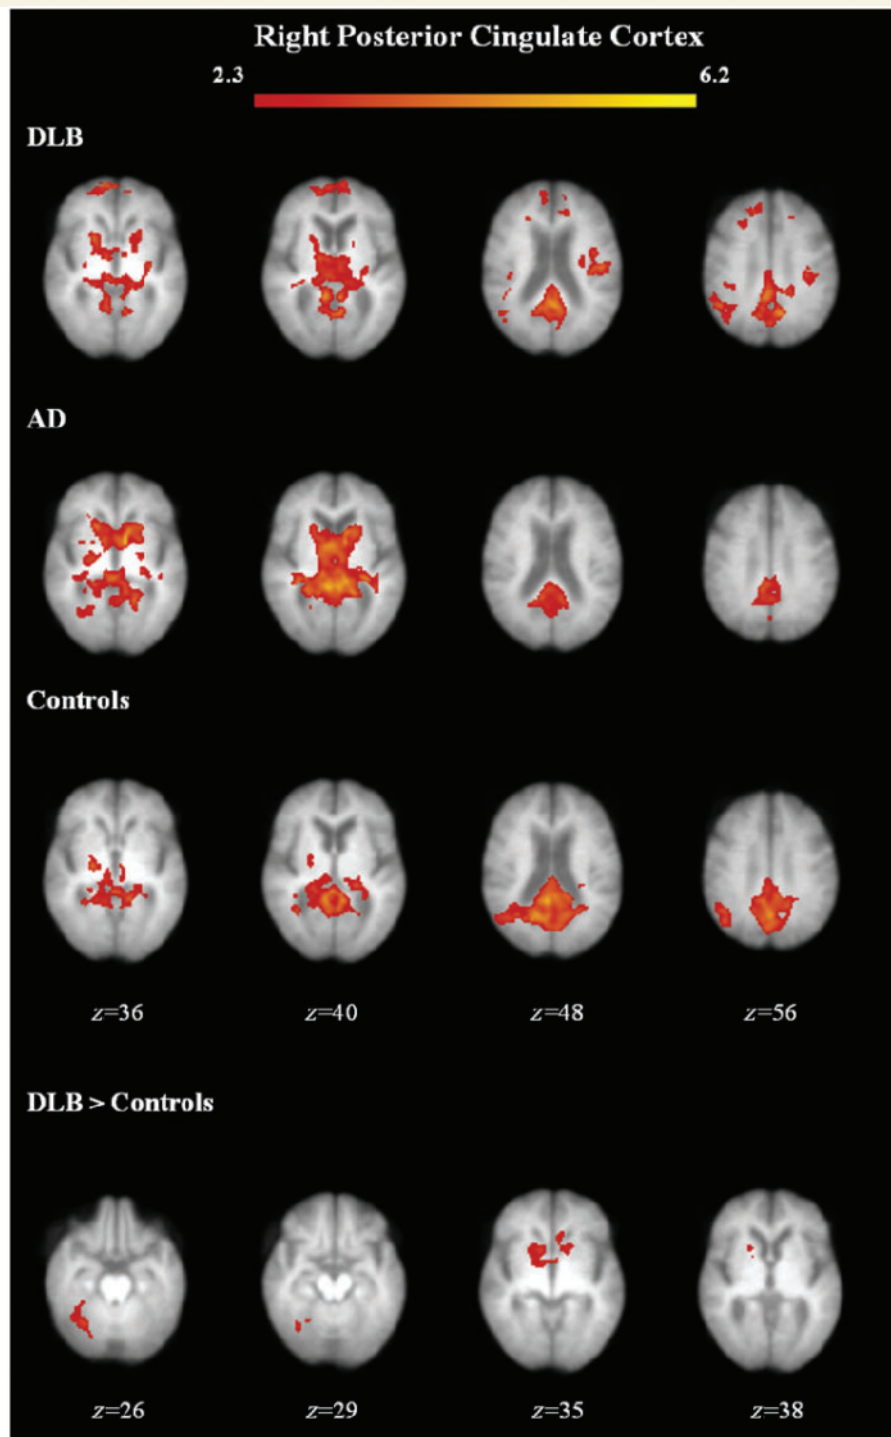 Right Posterior Cingulate Cortex
2.3 6.2
DLB
AD
Controls
z=36 z=40 z=48 z=56
DLB > Controls
z=26 z=29 z=35 z=38